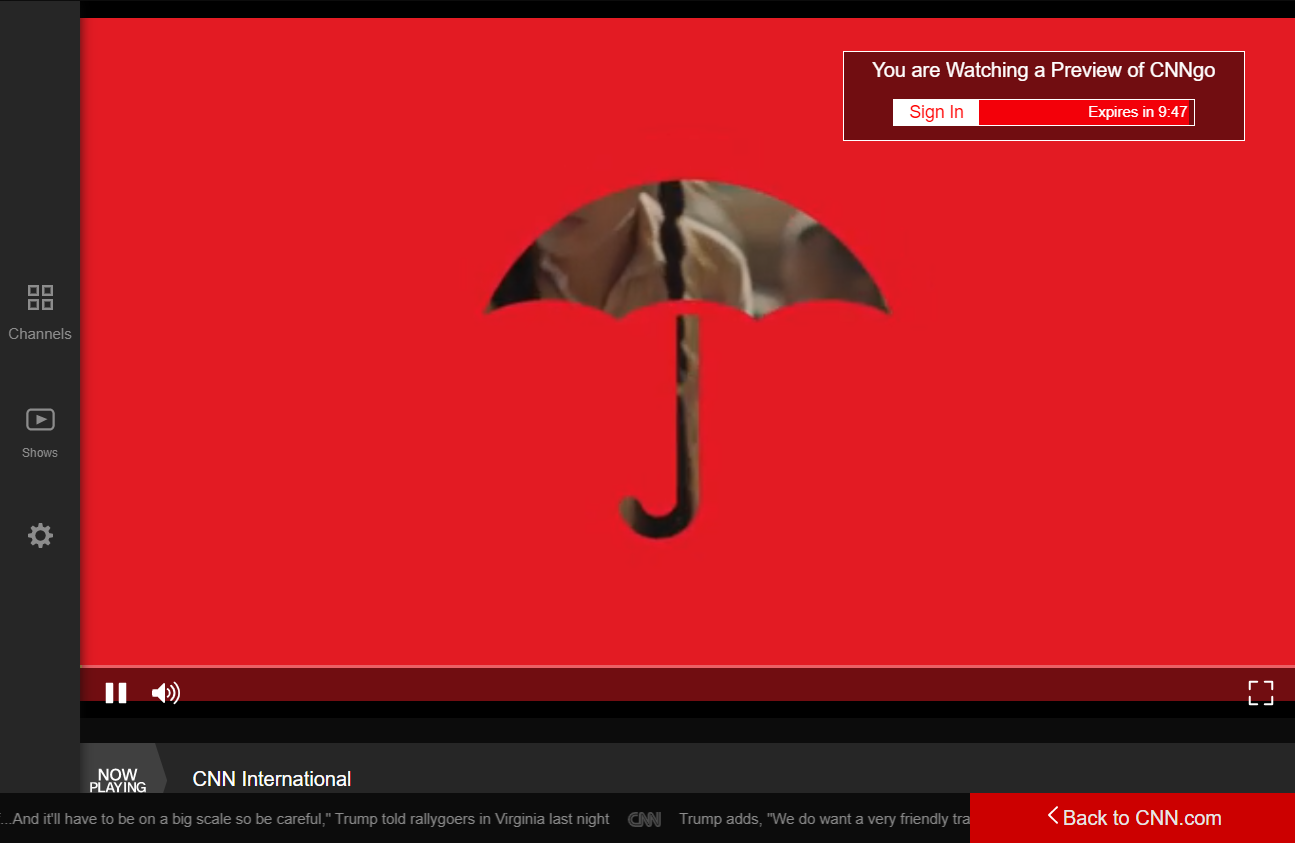 You are Watching a Preview of CNNgo
Sign In
Expires in 9:47
Channels
Shows
NOW
PLAYING
CNN International
...And it'll have to be on a big scale so be careful," Trump told rallygoers in Virginia last night CNN Trump adds, "We do want a very friendly tra
Back to CNN.com